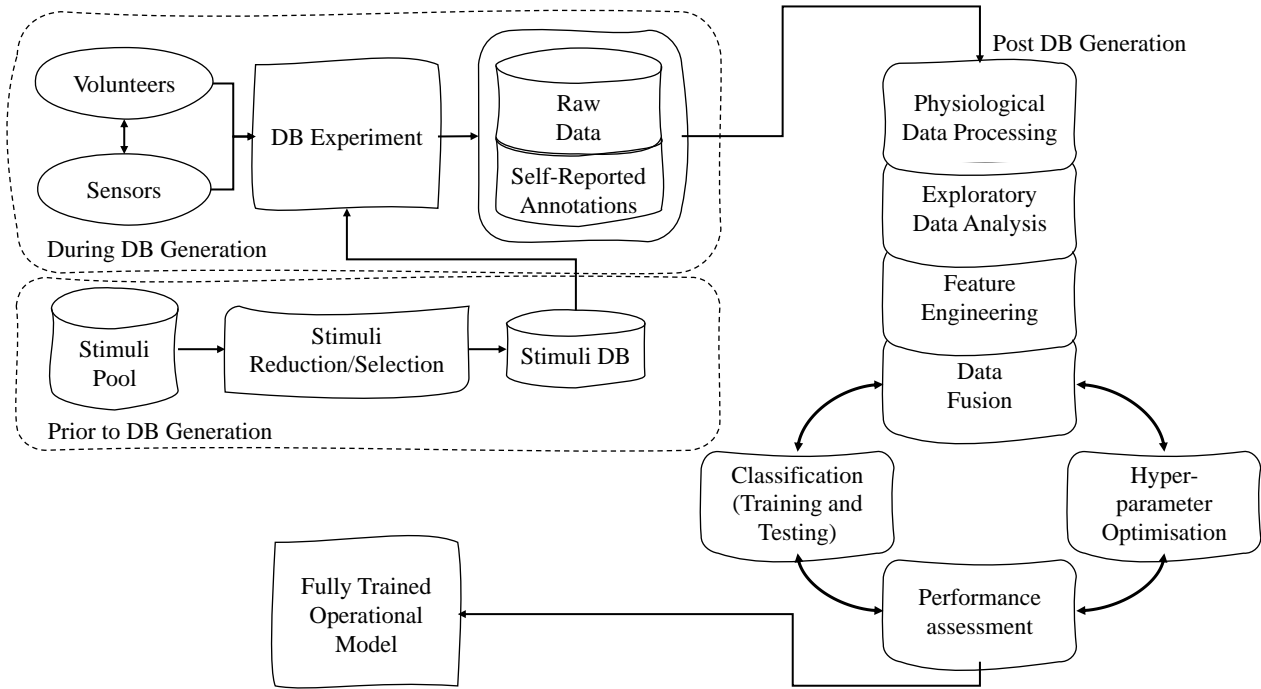 Volunteers
Sensors
DB Experiment
Raw
Data
Self-Reported
Annotations
During DB Generation
Stimuli
Pool
Stimuli
Reduction/Selection
Stimuli DB
Prior to DB Generation
Post DB Generation
Physiological
Data Processing
Exploratory
Data Analysis
Feature
Engineering
Data
Fusion
Classification
(Training and
Testing)
Hyper-
parameter
Optimisation
Performance
assessment
Fully Trained
Operational
Model